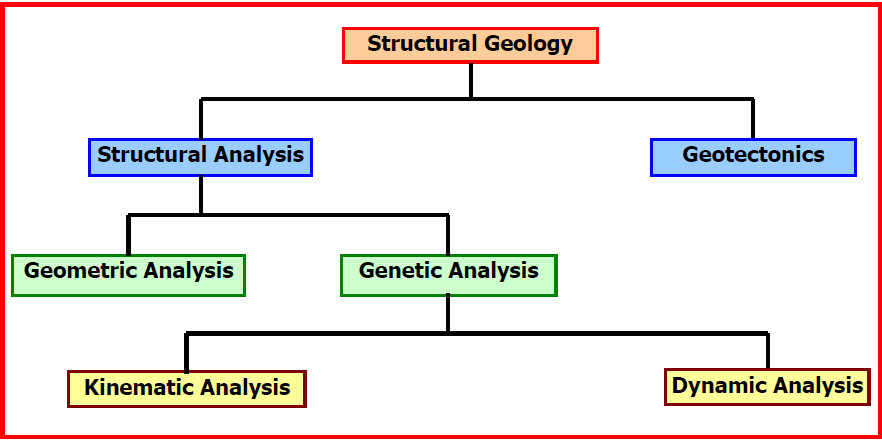 Structural Geology
Structural Analysis
Geotectonics
Geometric Analysis
Genetic Analysis
Kinematic Analysis
Dynamic Analysis